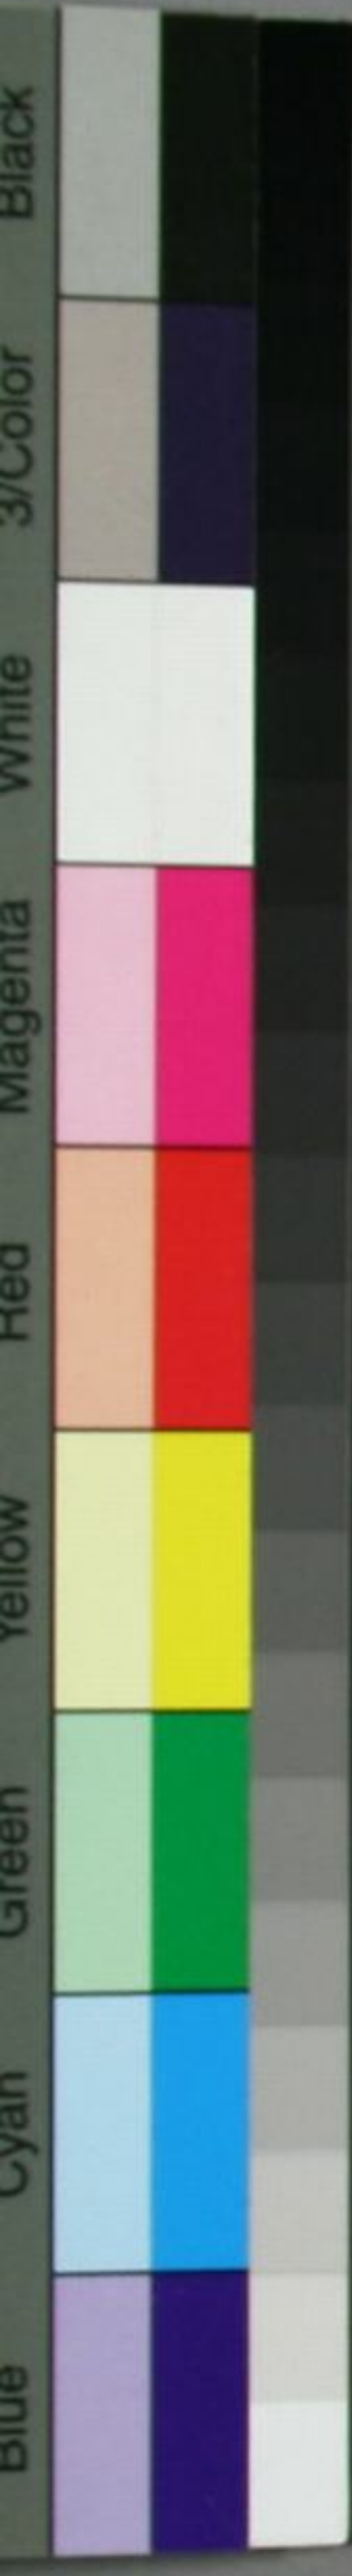 Black
3/Color
White
Magenta
Red
Yellow
Green
Cyan
Blue